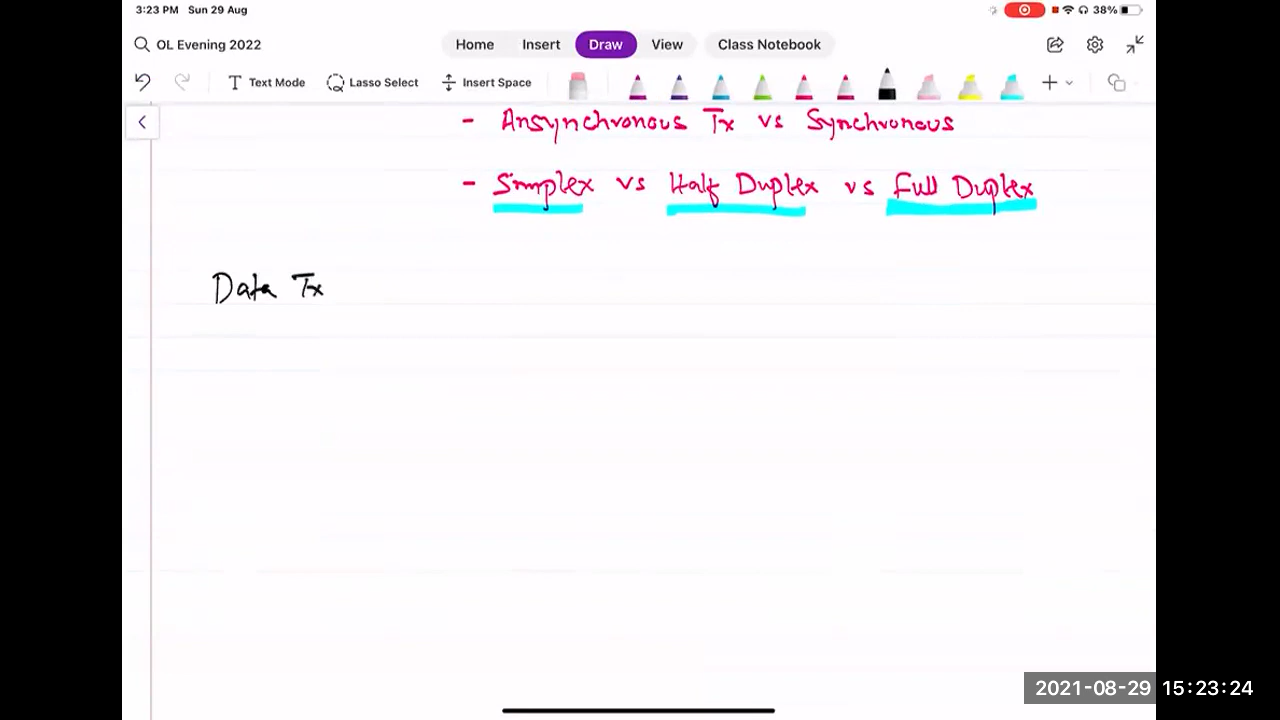 3:23 PM Sun 29 Aug 38%
OL Evening 2022 Home Insert Draw View Class Notebook
Text Mode Lasso Select Insert Space
- Ansynchronous Tx vs Synchronous
- Simplex vs Half Duplex vs Full Duplex
Data Tx
2021-08-29 15:23:24